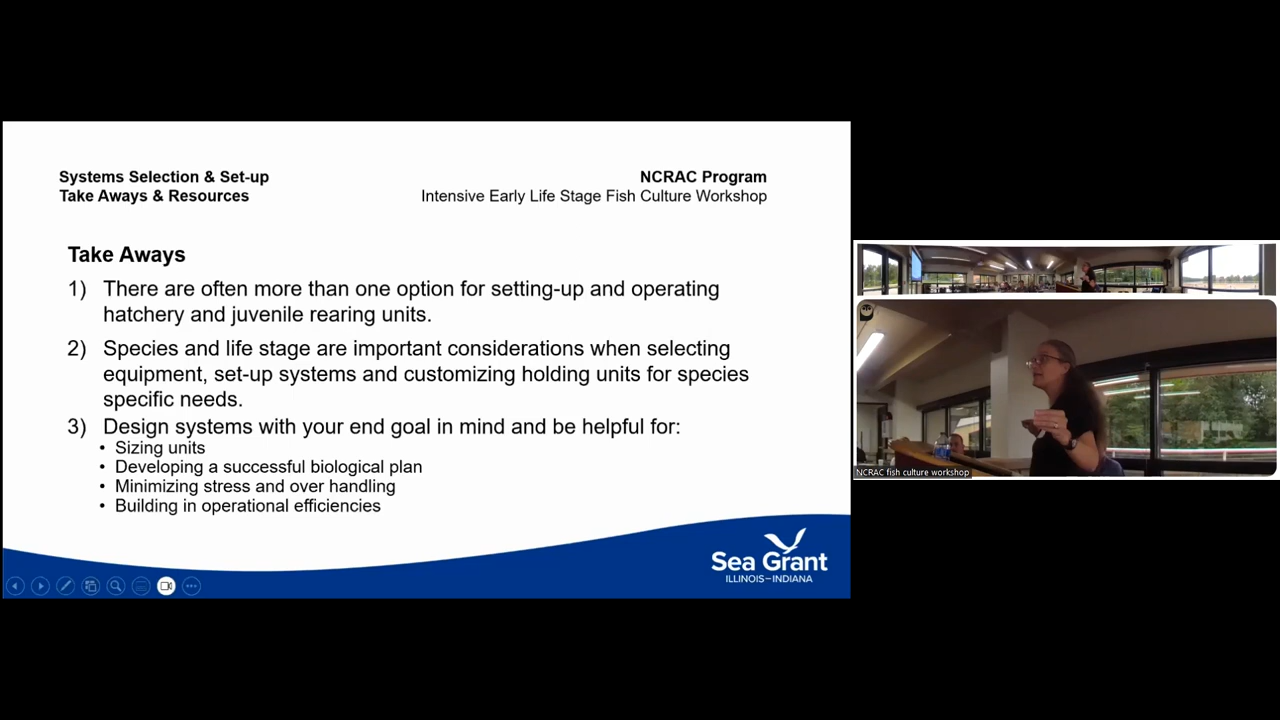 Systems Selection & Set-up
Take Aways & Resources
NCRAC Program
Intensive Early Life Stage Fish Culture Workshop
Take Aways
1) There are often more than one option for setting-up and operating
hatchery and juvenile rearing units.
2) Species and life stage are important considerations when selecting
equipment, set-up systems and customizing holding units for species
specific needs.
3) Design systems with your end goal in mind and be helpful for:
• Sizing units
• Developing a successful biological plan
• Minimizing stress and over handling
• Building in operational efficiencies
Sea Grant
ILLINOIS–INDIANA
NCRAC fish culture workshop